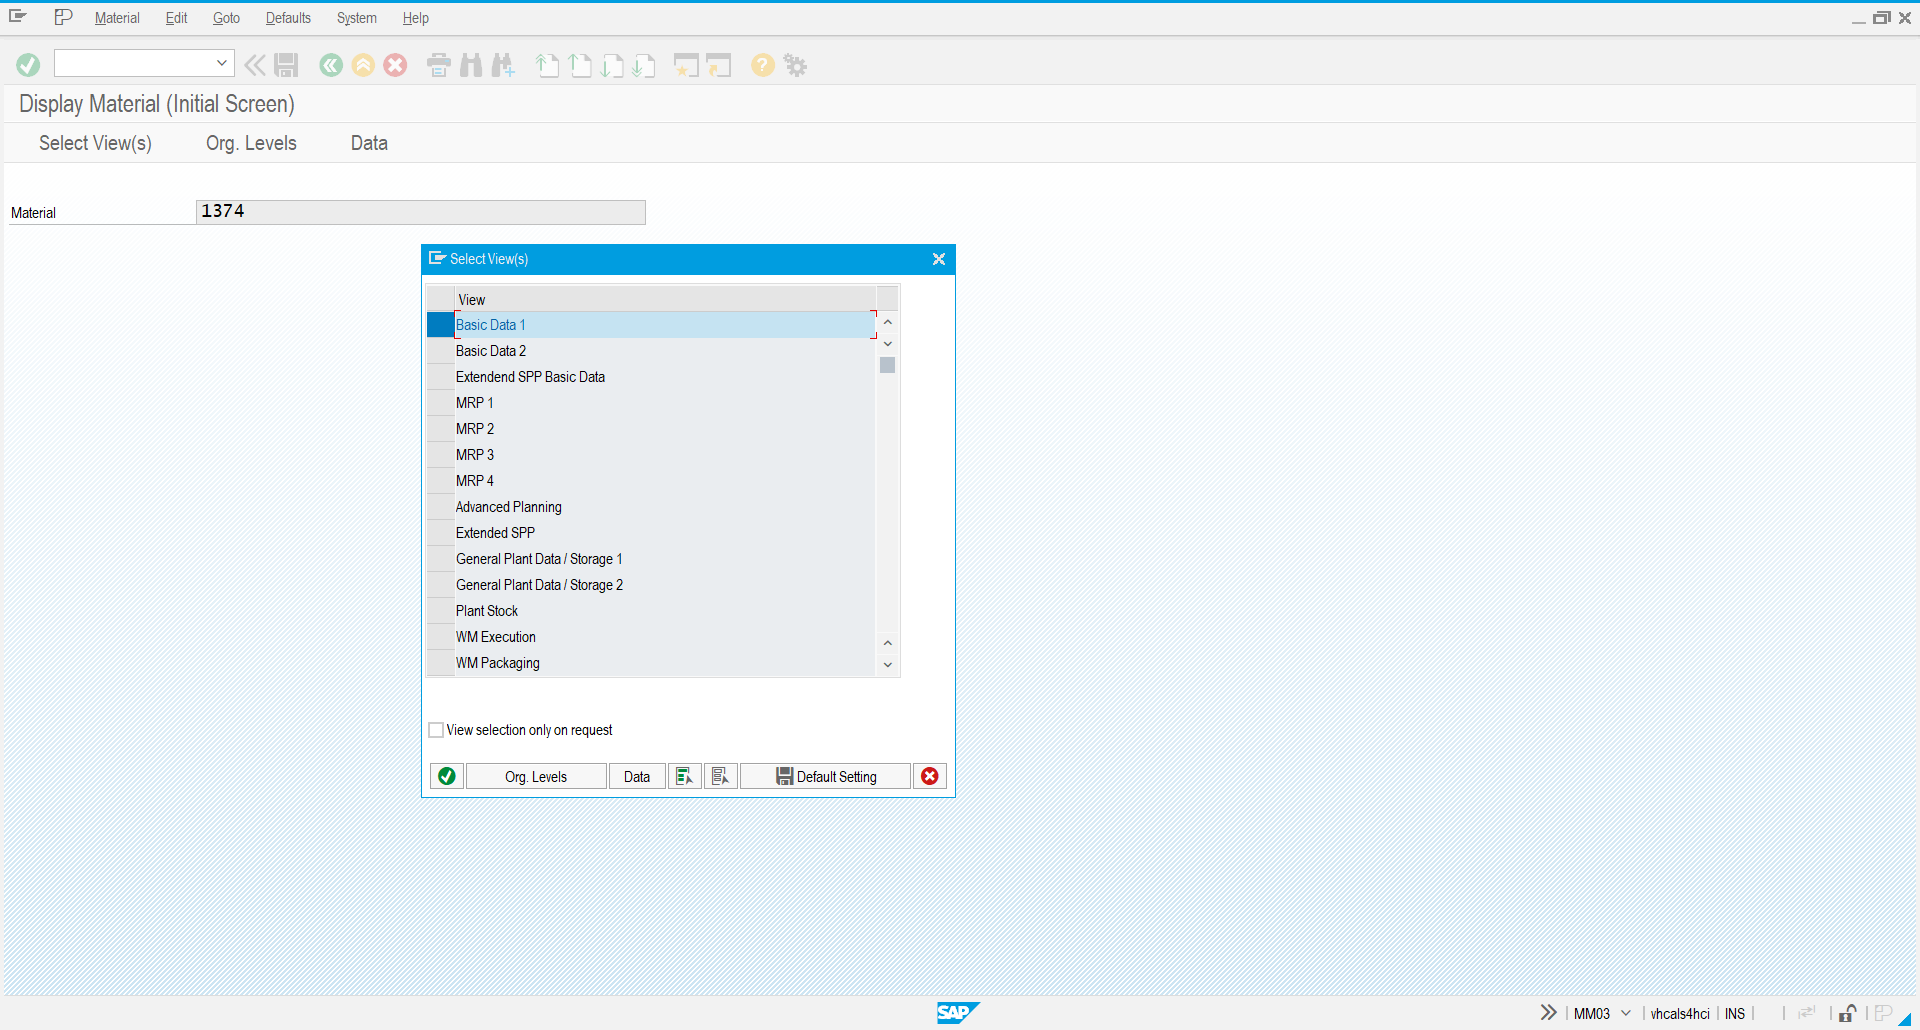 Material Edit Goto Defaults System Help
Display Material (Initial Screen)
Select View(s) Org. Levels Data
Material 1374
Select View(s)
View
Basic Data 1
Basic Data 2
Extendend SPP Basic Data
MRP 1
MRP 2
MRP 3
MRP 4
Advanced Planning
Extended SPP
General Plant Data / Storage 1
General Plant Data / Storage 2
Plant Stock
WM Execution
WM Packaging
View selection only on request
Org. Levels Data Default Setting
SAP MM03 vhcals4hci INS